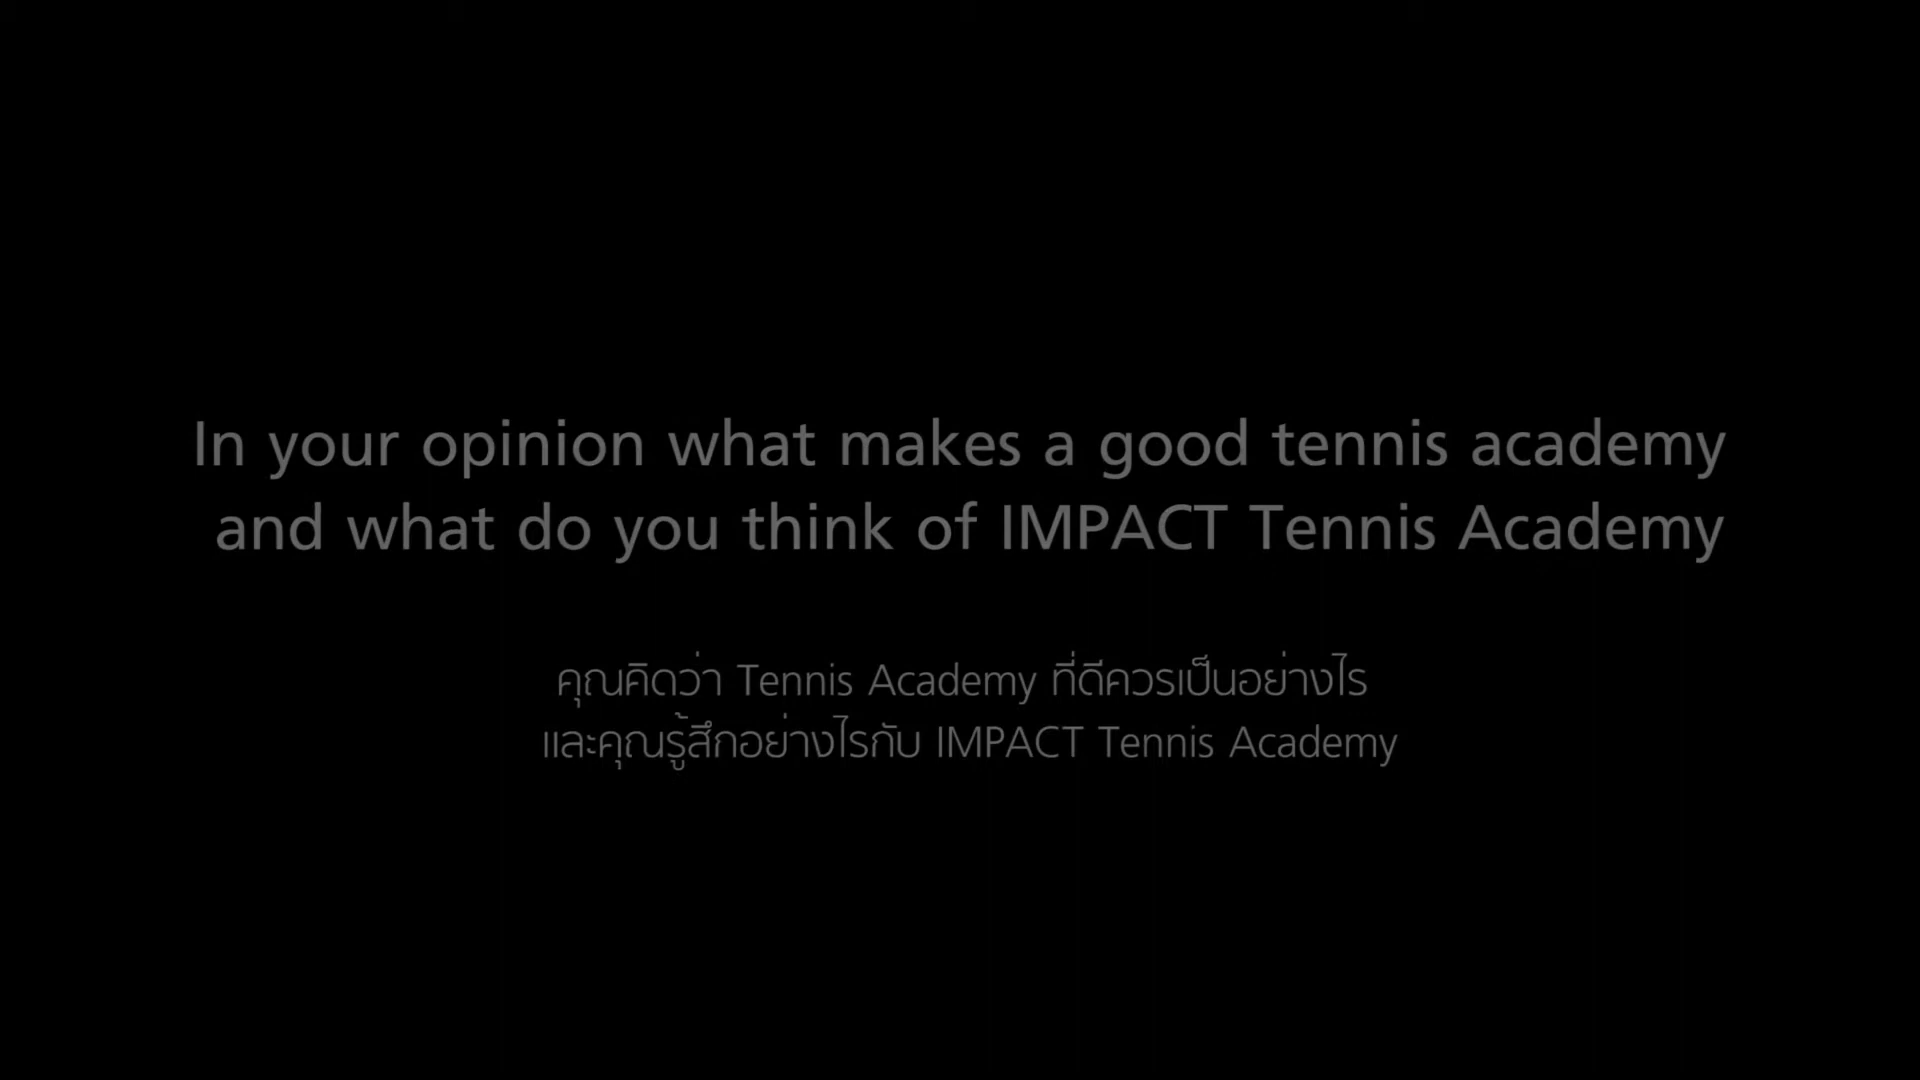 In your opinion what makes a good tennis academy
and what do you think of IMPACT Tennis Academy
คุณคิดว่า Tennis Academy ที่ดีควรเป็นอย่างไร
และคุณรู้สึกอย่างไรกับ IMPACT Tennis Academy